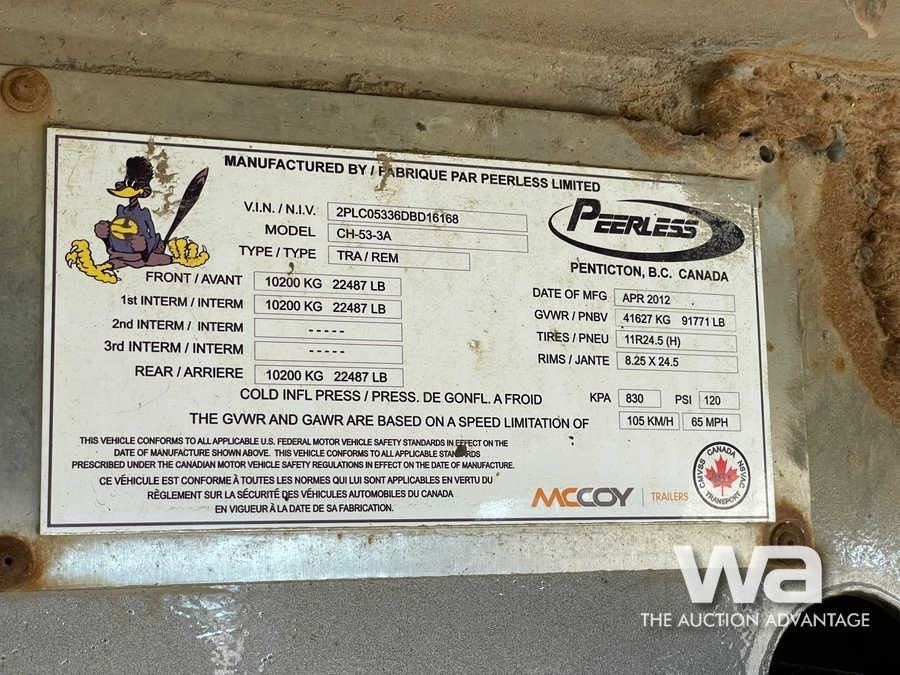 MANUFACTURED BY / FABRIQUE PAR PEERLESS LIMITED
V.I.N. / N.I.V. 2PLC05336DBD16168
MODEL CH-53-3A
TYPE / TYPE TRA / REM
PEERLESS
PENTICTON, B.C. CANADA
FRONT / AVANT 10200 KG 22487 LB
1st INTERM / INTERM 10200 KG 22487 LB
2nd INTERM / INTERM -----
3rd INTERM / INTERM -----
REAR / ARRIERE 10200 KG 22487 LB
DATE OF MFG APR 2012
GVWR / PNBV 41627 KG 91771 LB
TIRES / PNEU 11R24.5 (H)
RIMS / JANTE 8.25 X 24.5
COLD INFL PRESS / PRESS. DE GONFL. A FROID KPA 830 PSI 120
THE GVWR AND GAWR ARE BASED ON A SPEED LIMITATION OF 105 KM/H 65 MPH
THIS VEHICLE CONFORMS TO ALL APPLICABLE U.S. FEDERAL MOTOR VEHICLE SAFETY STANDARDS IN EFFECT ON THE
DATE OF MANUFACTURE SHOWN ABOVE. THIS VEHICLE CONFORMS TO ALL APPLICABLE STANDARDS
PRESCRIBED UNDER THE CANADIAN MOTOR VEHICLE SAFETY REGULATIONS IN EFFECT ON THE DATE OF MANUFACTURE.
CE VÉHICULE EST CONFORME À TOUTES LES NORMES QUI LUI SONT APPLICABLES EN VERTU DU
RÈGLEMENT SUR LA SÉCURITÉ DES VÉHICULES AUTOMOBILES DU CANADA
EN VIGUEUR À LA DATE DE SA FABRICATION.
MCCOY TRAILERS
CANADA
CMVSS NSVAC
TRANSPORT
wa
THE AUCTION ADVANTAGE